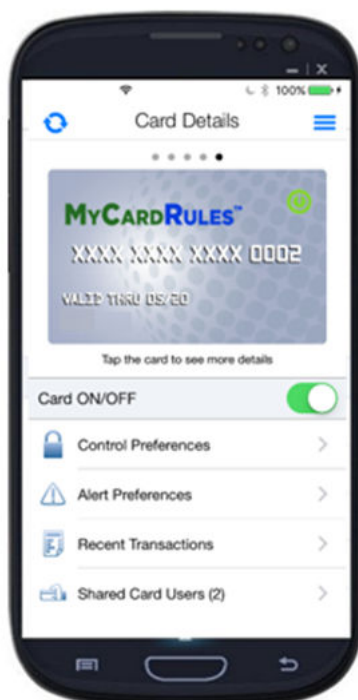 100%
Card Details
MYCARDRULES™
XXXX XXXX XXXX 0002
VALID THRU 05/20
Tap the card to see more details
Card ON/OFF
Control Preferences
Alert Preferences
Recent Transactions
Shared Card Users (2)